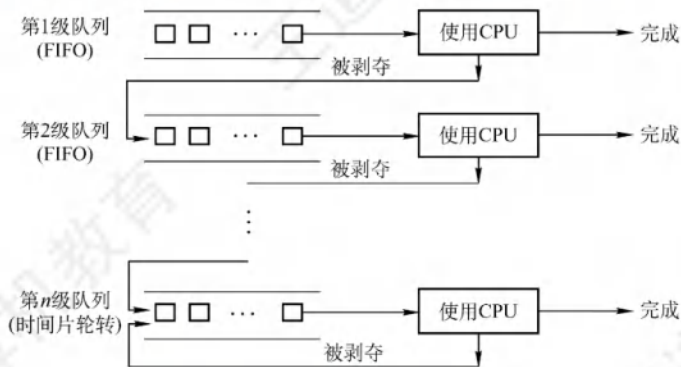 第1级队列
(FIFO)
… 使用CPU 完成
被剥夺
第2级队列
(FIFO)
… 使用CPU 完成
被剥夺
⋮
第n级队列
(时间片轮转)
… 使用CPU 完成
被剥夺